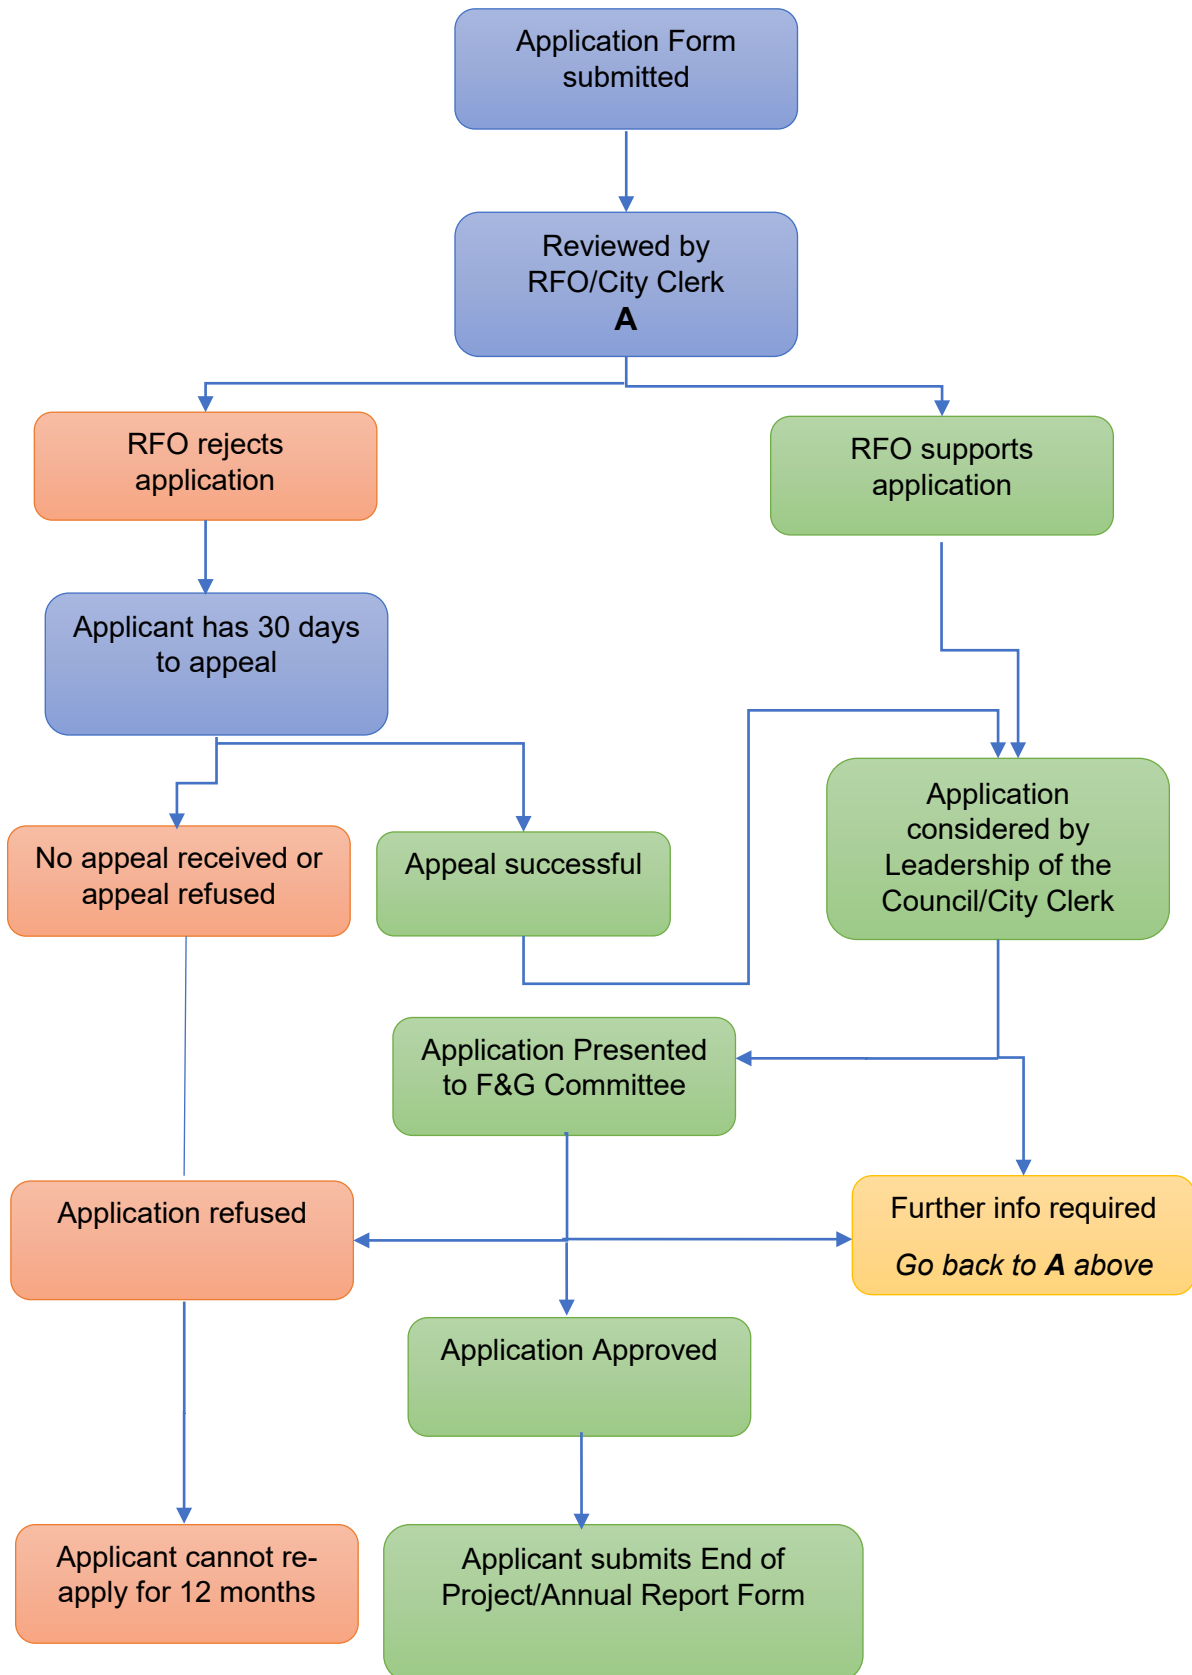 Application Form
submitted
Reviewed by
RFO/City Clerk
A
RFO rejects
application
RFO supports
application
Applicant has 30 days
to appeal
No appeal received or
appeal refused
Appeal successful
Application
considered by
Leadership of the
Council/City Clerk
Application Presented
to F&G Committee
Application refused
Further info required
Go back to A above
Application Approved
Applicant cannot re-
apply for 12 months
Applicant submits End of
Project/Annual Report Form